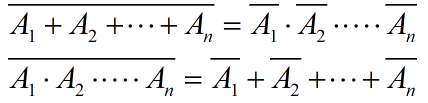 $\overline{A_1 + A_2 + \cdots + A_n} = \overline{A_1} \cdot \overline{A_2} \cdot \cdots \cdot \overline{A_n}$
$\overline{A_1 \cdot A_2 \cdot \cdots \cdot A_n} = \overline{A_1} + \overline{A_2} + \cdots + \overline{A_n}$